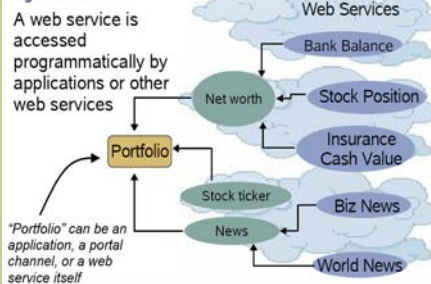 Web Services
A web service is
accessed
programmatically by
applications or other
web services
Bank Balance
Net worth
Stock Position
Insurance
Cash Value
Portfolio
Stock ticker
Biz News
News
World News
"Portfolio" can be an
application, a portal
channel, or a web
service itself